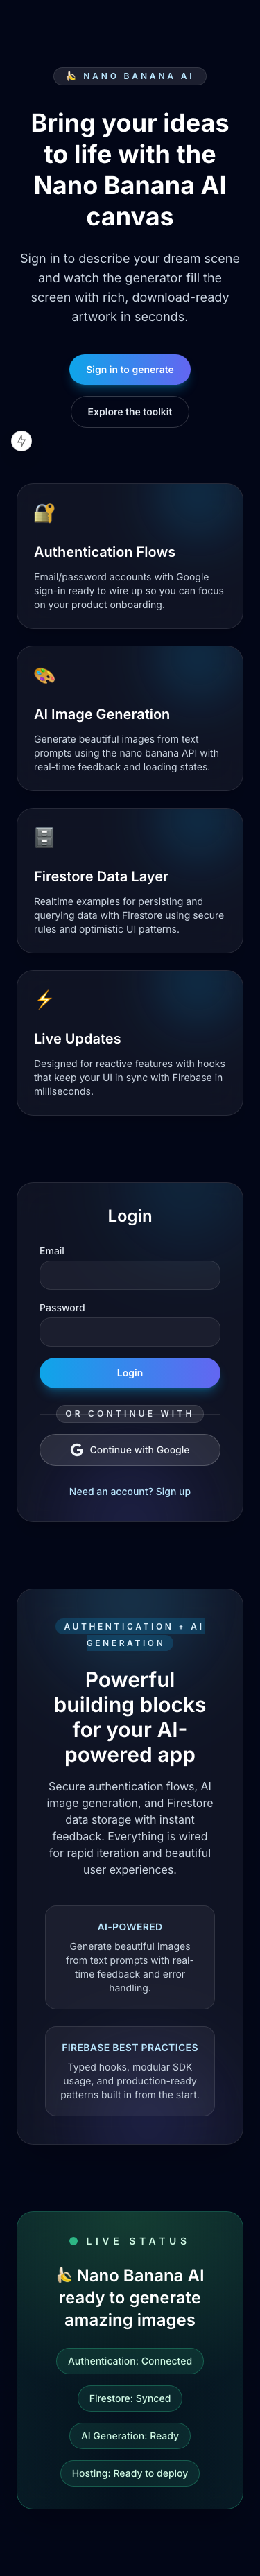 NANO BANANA AI
Bring your ideas
to life with the
Nano Banana AI
canvas
Sign in to describe your dream scene
and watch the generator fill the
screen with rich, download-ready
artwork in seconds.
Sign in to generate
Explore the toolkit
Authentication Flows
Email/password accounts with Google
sign-in ready to wire up so you can focus
on your product onboarding.
AI Image Generation
Generate beautiful images from text
prompts using the nano banana API with
real-time feedback and loading states.
Firestore Data Layer
Realtime examples for persisting and
querying data with Firestore using secure
rules and optimistic UI patterns.
Live Updates
Designed for reactive features with hooks
that keep your UI in sync with Firebase in
milliseconds.
Login
Email
Password
Login
OR CONTINUE WITH
Continue with Google
Need an account? Sign up
AUTHENTICATION + AI
GENERATION
Powerful
building blocks
for your AI-
powered app
Secure authentication flows, AI
image generation, and Firestore
data storage with instant
feedback. Everything is wired
for rapid iteration and beautiful
user experiences.
AI-POWERED
Generate beautiful images
from text prompts with real-
time feedback and error
handling.
FIREBASE BEST PRACTICES
Typed hooks, modular SDK
usage, and production-ready
patterns built in from the start.
LIVE STATUS
Nano Banana AI
ready to generate
amazing images
Authentication: Connected
Firestore: Synced
AI Generation: Ready
Hosting: Ready to deploy